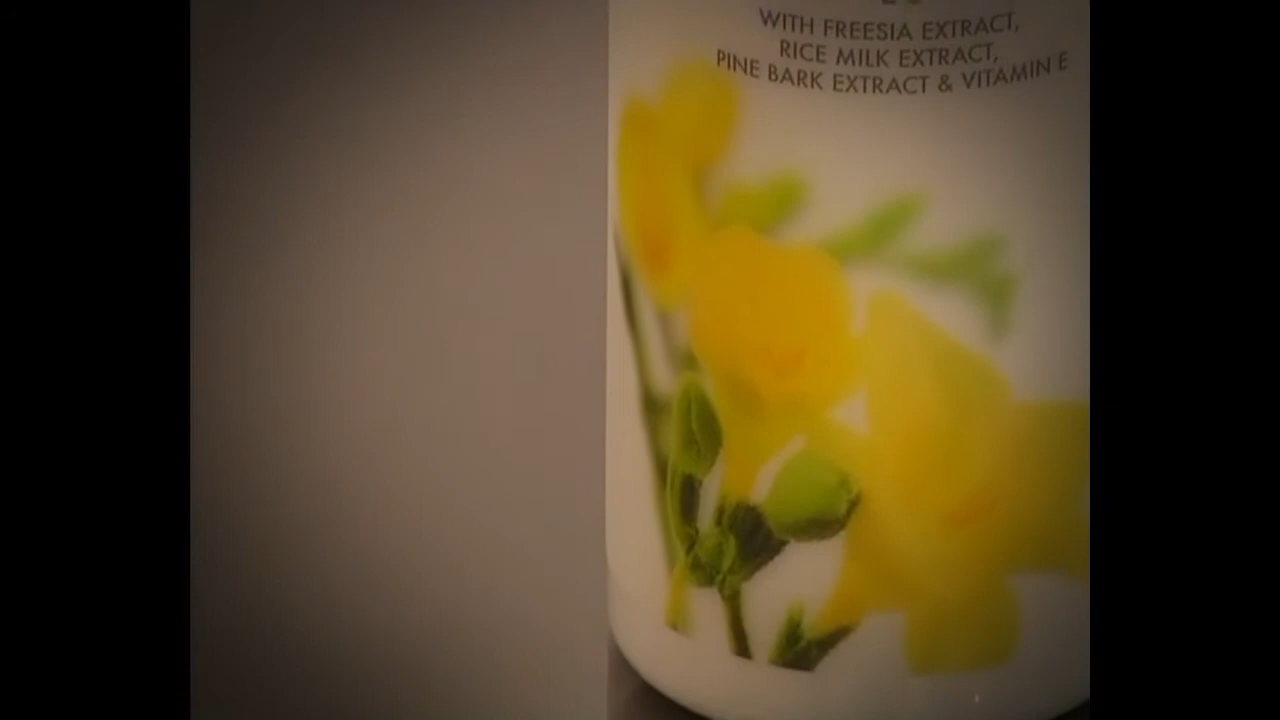 WITH FREESIA EXTRACT,
RICE MILK EXTRACT,
PINE BARK EXTRACT & VITAMIN E